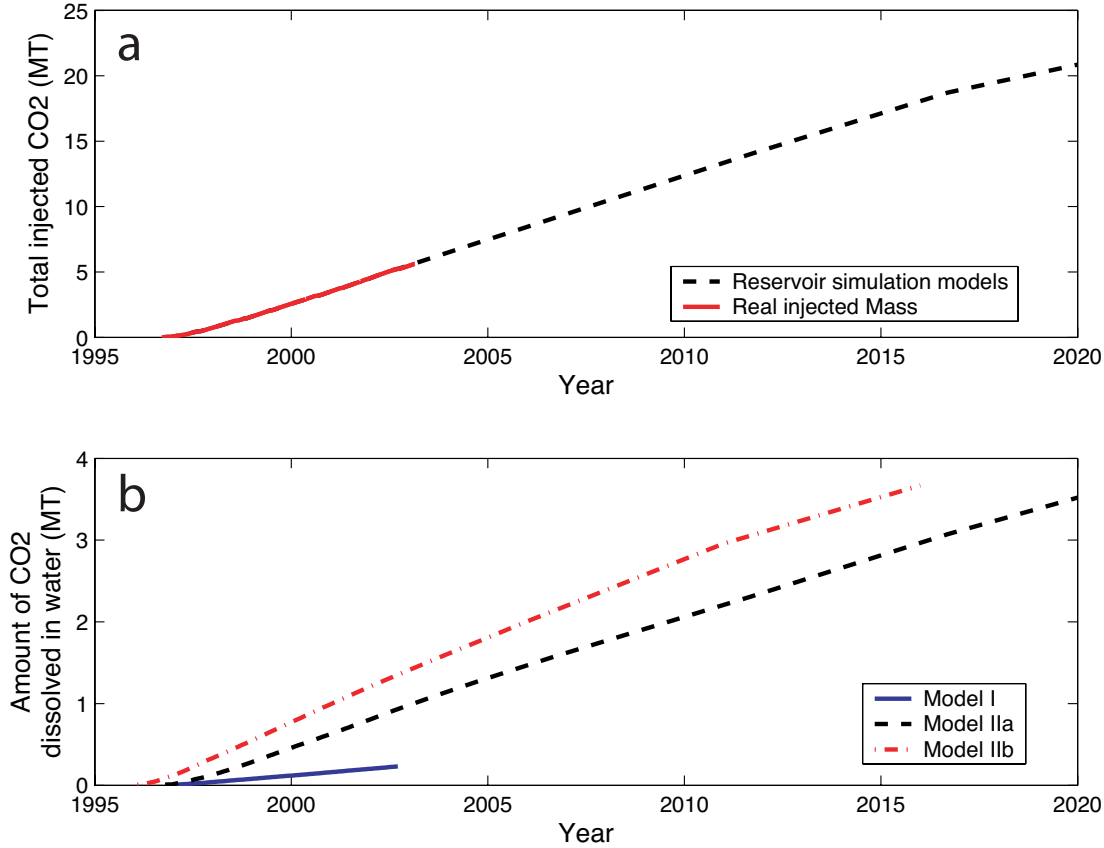 a
Total injected CO2 (MT)
25
20
15
10
5
0
1995
2000
2005
2010
2015
2020
Year
Reservoir simulation models
Real injected Mass
b
Amount of CO2
dissolved in water (MT)
4
3
2
1
0
1995
2000
2005
2010
2015
2020
Year
Model I
Model IIa
Model IIb